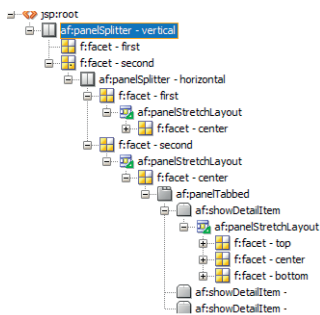 jsp:root
af:panelSplitter - vertical
f:facet - first
f:facet - second
af:panelSplitter - horizontal
f:facet - first
af:panelStretchLayout
f:facet - center
f:facet - second
af:panelStretchLayout
f:facet - center
af:panelTabbed
af:showDetailItem
af:panelStretchLayout
f:facet - top
f:facet - center
f:facet - bottom
af:showDetailItem -
af:showDetailItem -